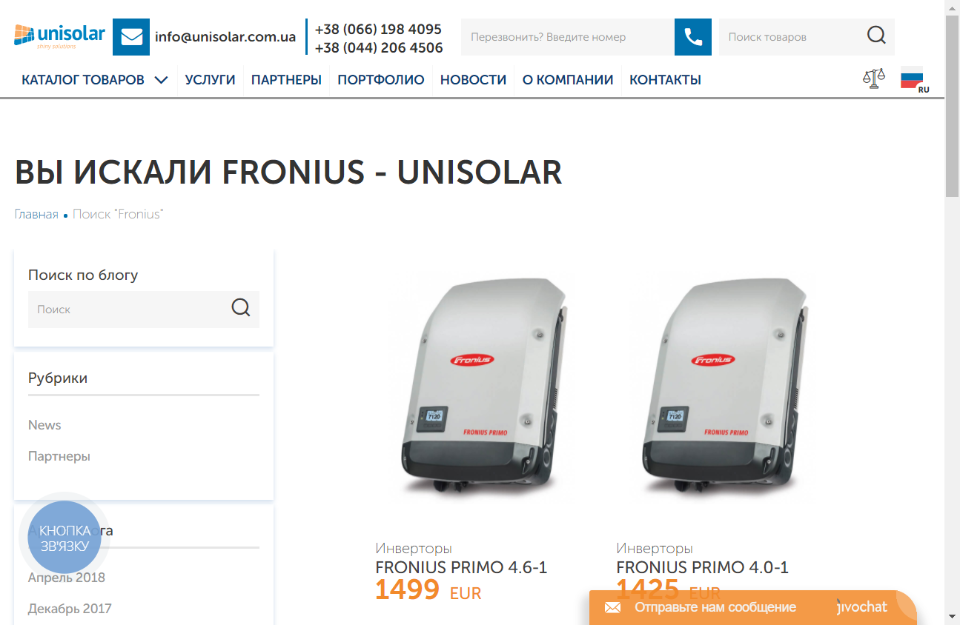 unisolar
info@unisolar.com.ua
+38 (066) 198 4095
+38 (044) 206 4506
Перезвонить? Введите номер
Поиск товаров
КАТАЛОГ ТОВАРОВ
УСЛУГИ
ПАРТНЕРЫ
ПОРТФОЛИО
НОВОСТИ
О КОМПАНИИ
КОНТАКТЫ
RU
ВЫ ИСКАЛИ FRONIUS - UNISOLAR
Главная • Поиск "Fronius"
Поиск по блогу
Поиск
Рубрики
News
Партнеры
КНОПКА
ЗВ'ЯЗКУ
га
Апрель 2018
Декабрь 2017
Fronius
FRONIUS PRIMO
Инверторы
FRONIUS PRIMO 4.6-1
1499 EUR
Fronius
FRONIUS PRIMO
Инверторы
FRONIUS PRIMO 4.0-1
1425 EUR
Отправьте нам сообщение
jivochat